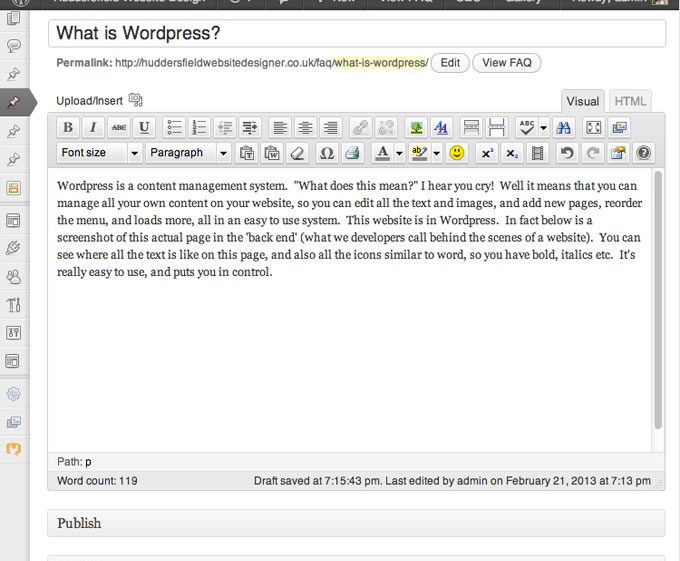 What is Wordpress?
Permalink: http://huddersfieldwebsitedesigner.co.uk/faq/what-is-wordpress/ Edit View FAQ
Upload/Insert Visual HTML
B I ABC U ABC
Font size Paragraph T W Ω A ab x² x₂ ?
Wordpress is a content management system. "What does this mean?" I hear you cry! Well it means that you can
manage all your own content on your website, so you can edit all the text and images, and add new pages, reorder
the menu, and loads more, all in an easy to use system. This website is in Wordpress. In fact below is a
screenshot of this actual page in the 'back end' (what we developers call behind the scenes of a website). You can
see where all the text is like on this page, and also all the icons similar to word, so you have bold, italics etc. It's
really easy to use, and puts you in control.
Path: p
Word count: 119 Draft saved at 7:15:43 pm. Last edited by admin on February 21, 2013 at 7:13 pm
Publish